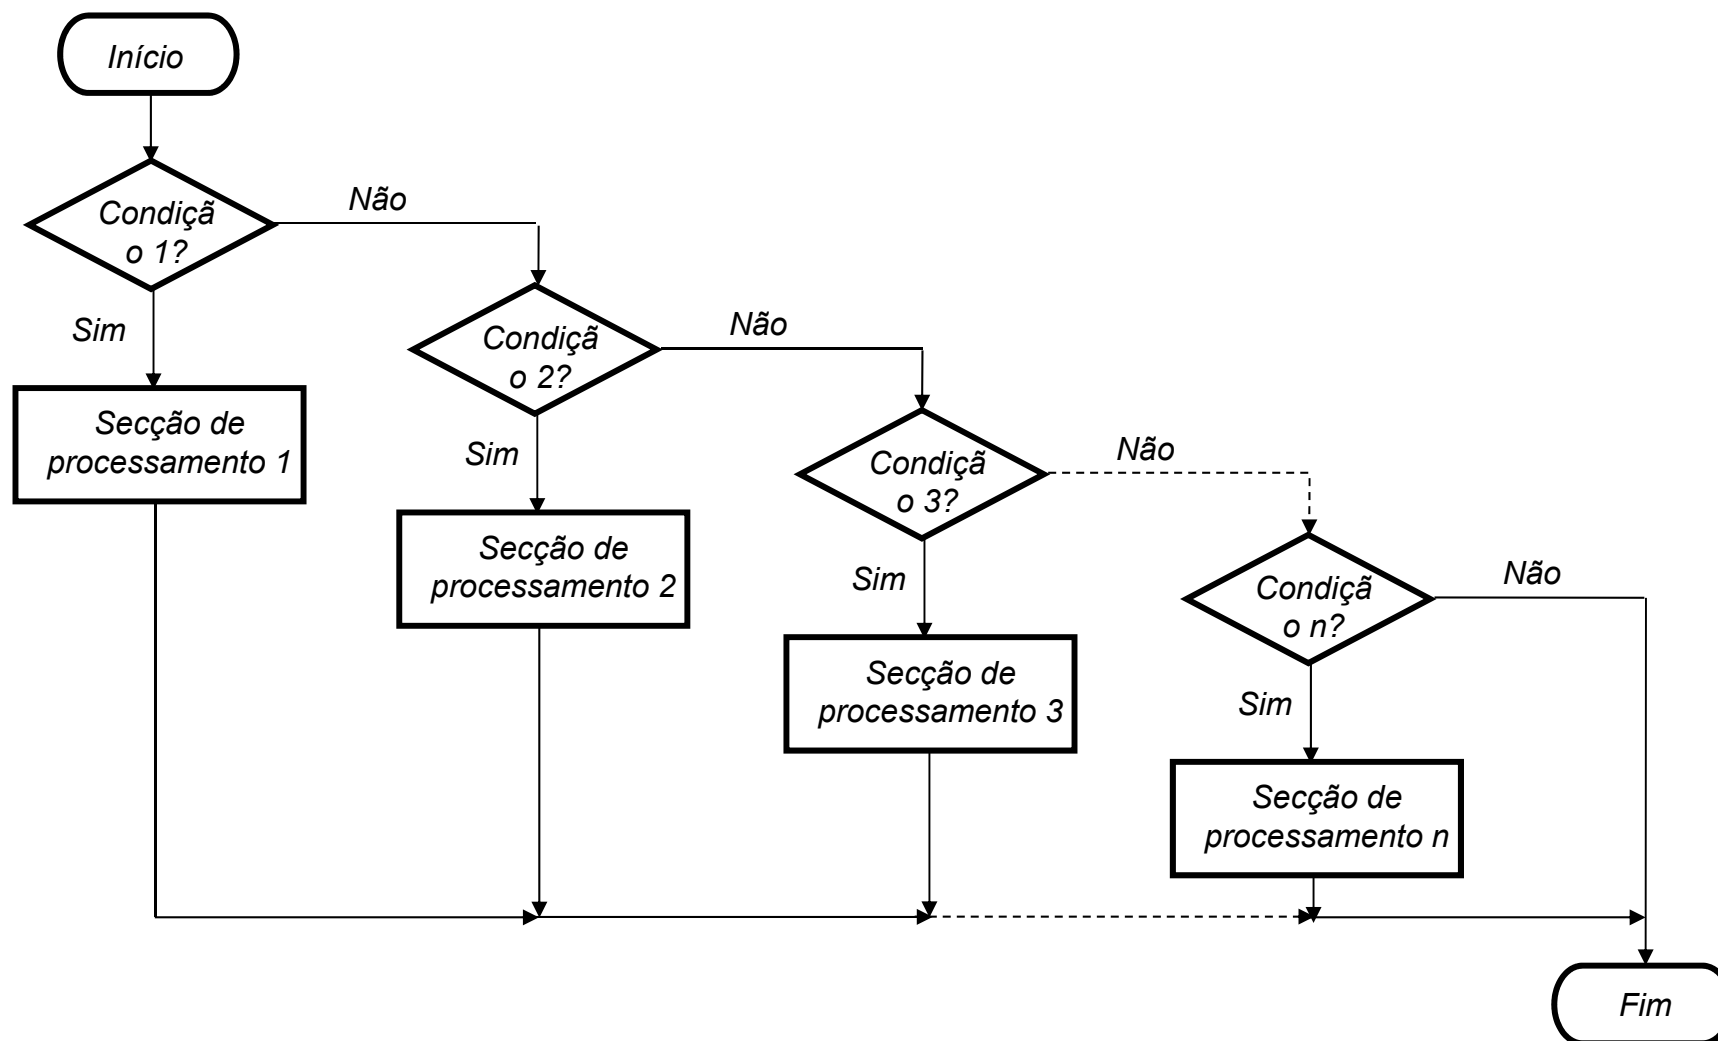 Início
Não
Condiçã
o 1?
Sim
Não
Condiçã
o 2?
Secção de
processamento 1
Sim
Não
Condiçã
o 3?
Secção de
processamento 2
Sim
Não
Condiçã
o n?
Secção de
processamento 3
Sim
Secção de
processamento n
Fim